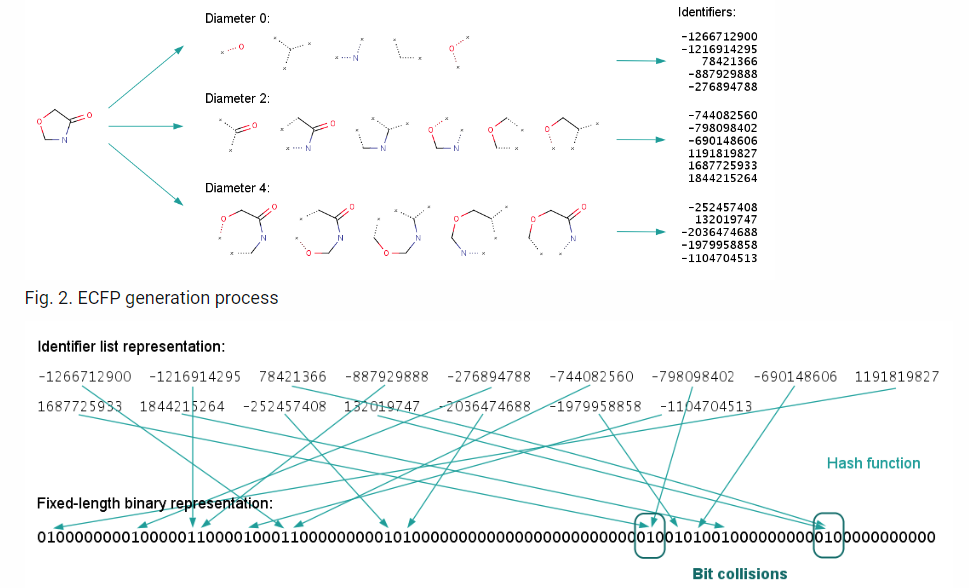 Diameter 0:
Identifiers:
O
N
O
-1266712900
-1216914295
78421366
-887929888
-276894788
Diameter 2:
O
O
N
O
N
N
O
N
O
O
-744082560
-798098402
-690148606
1191819827
1687725933
1844215264
Diameter 4:
O
O
N
O
N
O
N
O
O
N
O
O
N
-252457408
132019747
-2036474688
-1979958858
-1104704513
Fig. 2. ECFP generation process
Identifier list representation:
-1266712900 -1216914295 78421366 -887929888 -276894788 -744082560 -798098402 -690148606 1191819827
1687725933 1844215264 -252457408 132019747 -2036474688 -1979958858 -1104704513
Hash function
Fixed-length binary representation:
Bit collisions